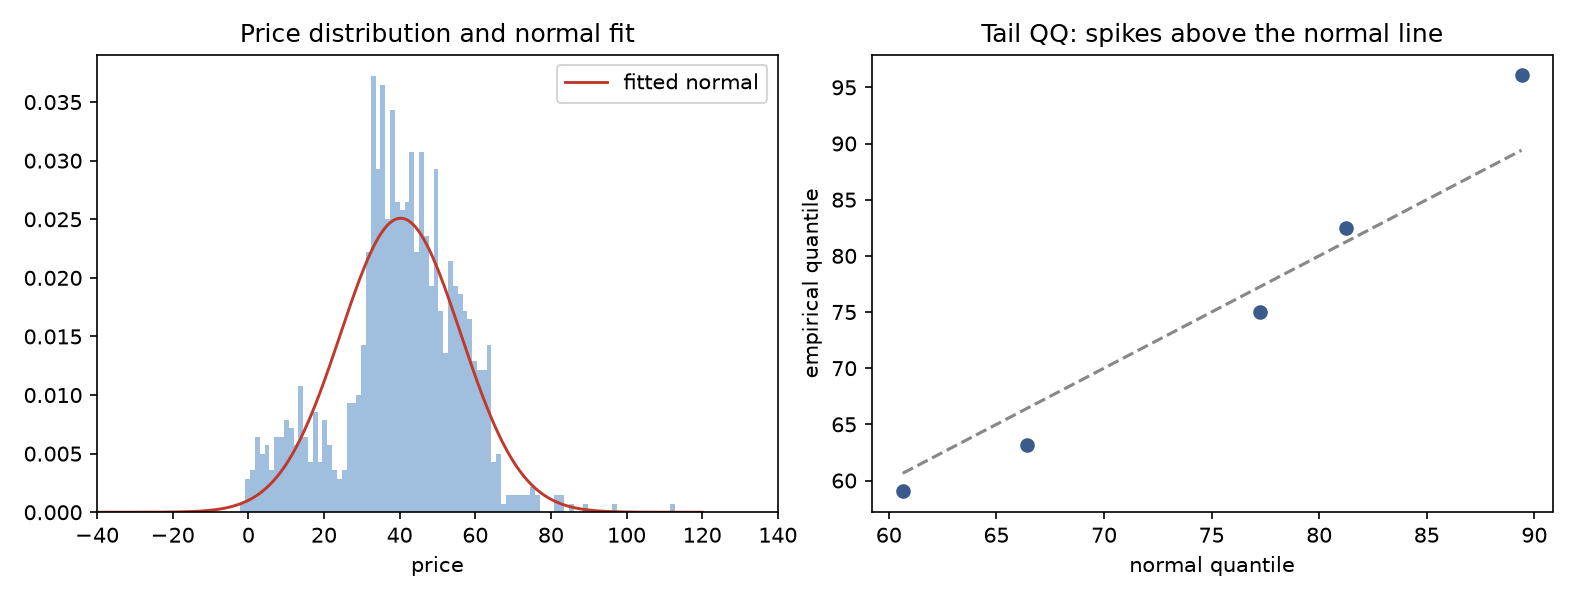 Price distribution and normal fit
fitted normal
0.035
0.030
0.025
0.020
0.015
0.010
0.005
0.000
−40 −20 0 20 40 60 80 100 120 140
price
Tail QQ: spikes above the normal line
95
90
85
80
75
70
65
60
empirical quantile
60 65 70 75 80 85 90
normal quantile